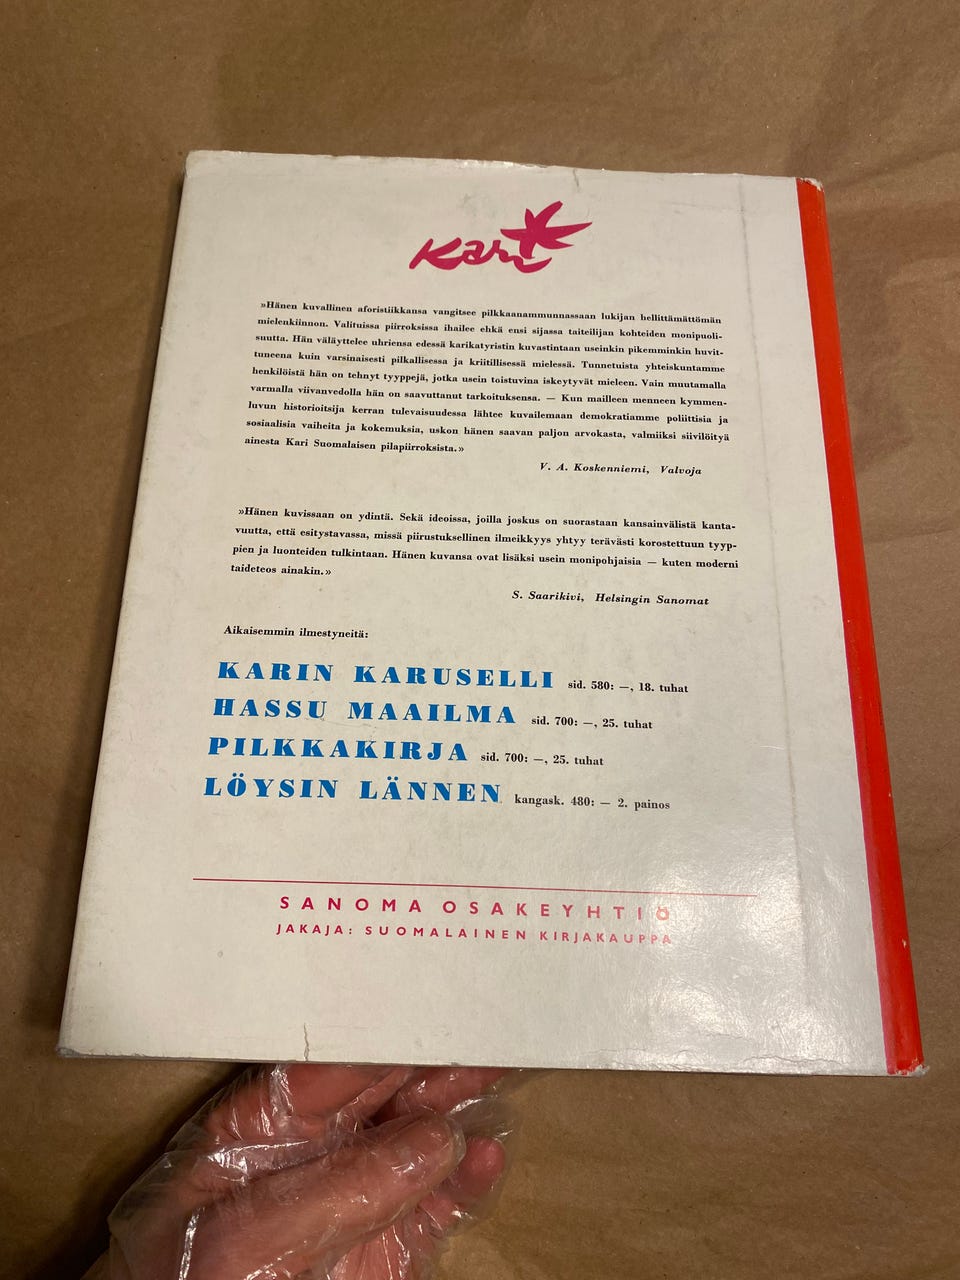 Kari
»Hänen kuvallinen aforistiikkansa vangitsee pilkkaanammunnassaan lukijan hellittämättömän
mielenkiinnon. Valituissa piirroksissa ihailee ehkä ensi sijassa taiteilijan kohteiden monipuoli-
suutta. Hän väläyttelee uhriensa edessä karikatyristin kuvastintaan useinkin pikemminkin huvit-
tuneena kuin varsinaisesti pilkallisessa ja kriitillisessä mielessä. Tunnetuista yhteiskuntamme
henkilöistä hän on tehnyt tyyppejä, jotka usein toistuvina iskeytyvät mieleen. Vain muutamalla
varmalla viivanvedolla hän on saavuttanut tarkoituksensa. — Kun mailleen menneen kymmen-
luvun historioitsija kerran tulevaisuudessa lähtee kuvailemaan demokratiamme poliittisia ja
sosiaalisia vaiheita ja kokemuksia, uskon hänen saavan paljon arvokasta, valmiiksi siivilöityä
ainesta Kari Suomalaisen pilapiirroksista.»
V. A. Koskenniemi, Valvoja
»Hänen kuvissaan on ydintä. Sekä ideoissa, joilla joskus on suorastaan kansainvälistä kanta-
vuutta, että esitystavassa, missä piirustuksellinen ilmeikkyys yhtyy terävästi korostettuun tyyp-
pien ja luonteiden tulkintaan. Hänen kuvansa ovat lisäksi usein monipohjaisia — kuten moderni
taideteos ainakin.»
S. Saarikivi, Helsingin Sanomat
Aikaisemmin ilmestyneitä:
KARIN KARUSELLI sid. 580: —, 18. tuhat
HASSU MAAILMA sid. 700: —, 25. tuhat
PILKKAKIRJA sid. 700: —, 25. tuhat
LÖYSIN LÄNNEN kangask. 480: — 2. painos
SANOMA OSAKEYHTIÖ
JAKAJA: SUOMALAINEN KIRJAKAUPPA